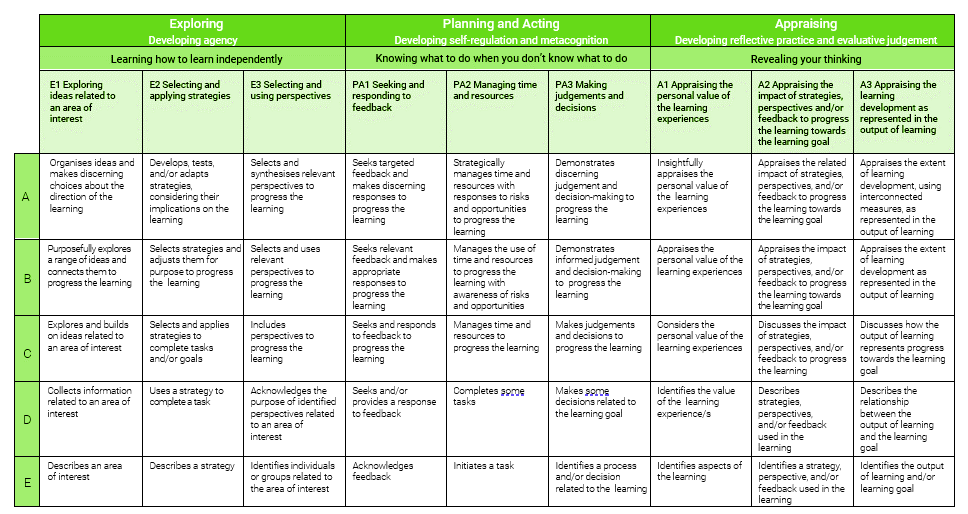 Exploring
Developing agency
Planning and Acting
Developing self-regulation and metacognition
Appraising
Developing reflective practice and evaluative judgement
Learning how to learn independently
Knowing what to do when you don't know what to do
Revealing your thinking
E1 Exploring
ideas related to
an area of
interest
E2 Selecting and
applying strategies
E3 Selecting and
using perspectives
PA1 Seeking and
responding to
feedback
PA2 Managing time
and resources
PA3 Making
judgements and
decisions
A1 Appraising the
personal value of
the learning
experiences
A2 Appraising the
impact of strategies,
perspectives and/or
feedback to progress
the learning towards
the learning goal
A3 Appraising the
learning
development as
represented in the
output of learning
A
Organises ideas and
makes discerning
choices about the
direction of the
learning
Develops, tests,
and/or adapts
strategies,
considering their
implications on the
learning
Selects and
synthesises relevant
perspectives to
progress the
learning
Seeks targeted
feedback and
makes discerning
responses to
progress the
learning
Strategically
manages time and
resources with
responses to risks
and opportunities
to progress the
learning
Demonstrates
discerning
judgement and
decision-making to
progress the
learning
Insightfully
appraises the
personal value of
the learning
experiences
Appraises the related
impact of strategies,
perspectives, and/or
feedback to progress
the learning towards
the learning goal
Appraises the extent
of learning
development, using
interconnected
measures, as
represented in the
output of learning
B
Purposefully explores
a range of ideas and
connects them to
progress the
learning
Selects strategies and
adjusts them for
purpose to progress
the learning
Selects and uses
relevant
perspectives to
progress the
learning
Seeks relevant
feedback and makes
appropriate
responses to
progress the
learning
Manages the use of
time and resources
to progress the
learning with
awareness of risks
and opportunities
Demonstrates
informed judgement
and decision-making
to progress the
learning
Appraises the
personal value of the
learning experiences
Appraises the impact
of strategies,
perspectives, and/or
feedback to progress
the learning towards
the learning goal
Appraises the extent
of learning
development as
represented in the
output of learning
C
Explores and builds
on ideas related to
an area of interest
Selects and applies
strategies to
complete tasks
and/or goals
Includes
perspectives to
progress the
learning
Seeks and responds
to feedback to
progress the
learning
Manages time and
resources to
progress the learning
Makes judgements
and decisions to
progress the learning
Considers the
personal value of the
learning experiences
Discusses the impact
of strategies,
perspectives, and/or
feedback to progress
the learning
Discusses how the
output of learning
represents progress
towards the learning
goal
D
Collects information
related to an area of
interest
Uses a strategy to
complete a task
Acknowledges the
purpose of identified
perspectives related
to an area of
interest
Seeks and/or
provides a response
to feedback
Completes some
tasks
Makes some
decisions related to
the learning goal
Identifies the value
of the learning
experience/s
Describes
strategies,
perspectives,
and/or feedback
used in the
learning
Describes the
relationship
between the
output of learning
and the learning
goal
E
Describes an area
of interest
Describes a strategy
Identifies individuals
or groups related to
the area of interest
Acknowledges
feedback
Initiates a task
Identifies a process
and/or decision
related to the learning
Identifies aspects of
the learning
Identifies a strategy,
perspective, and/or
feedback used in the
learning
Identifies the output
of learning and/or
learning goal